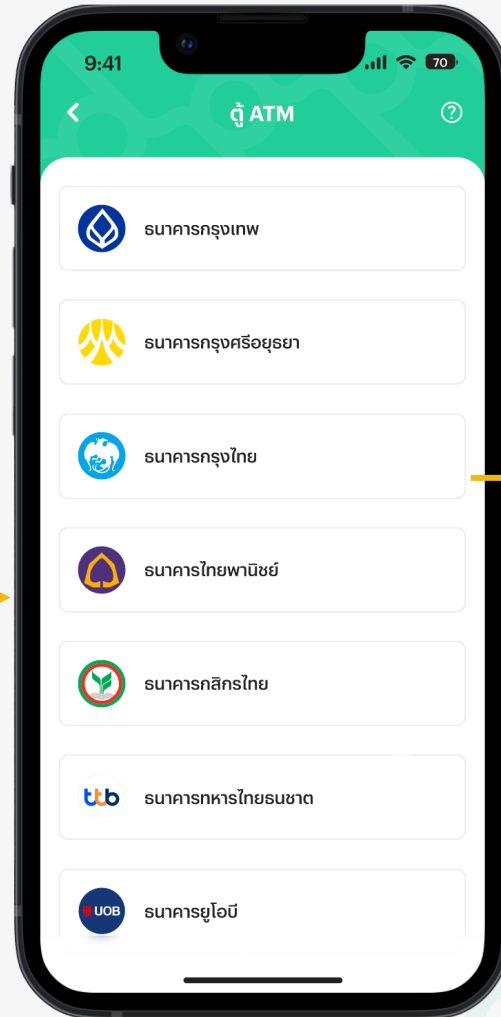 9:41
70
ตู้ ATM
?
ธนาคารกรุงเทพ
ธนาคารกรุงศรีอยุธยา
ธนาคารกรุงไทย
ธนาคารไทยพานิชย์
ธนาคารกสิกรไทย
ttb
ธนาคารทหารไทยธนชาต
UOB
ธนาคารยูโอบี